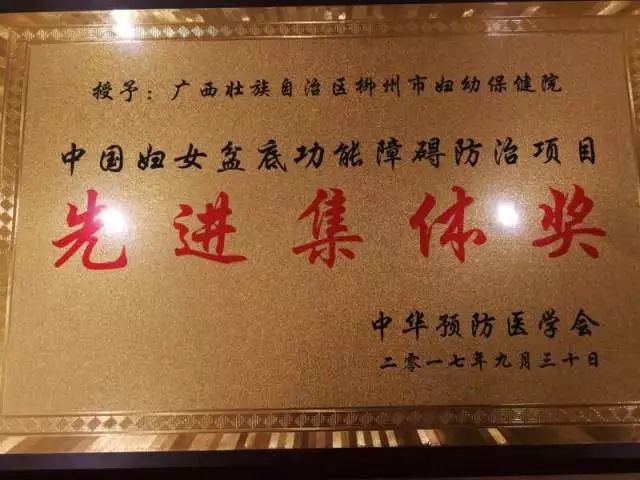 授予：广西壮族自治区柳州市妇幼保健院
中国妇女盆底功能障碍防治项目
先进集体奖
中华预防医学会
二零一七年九月三十日